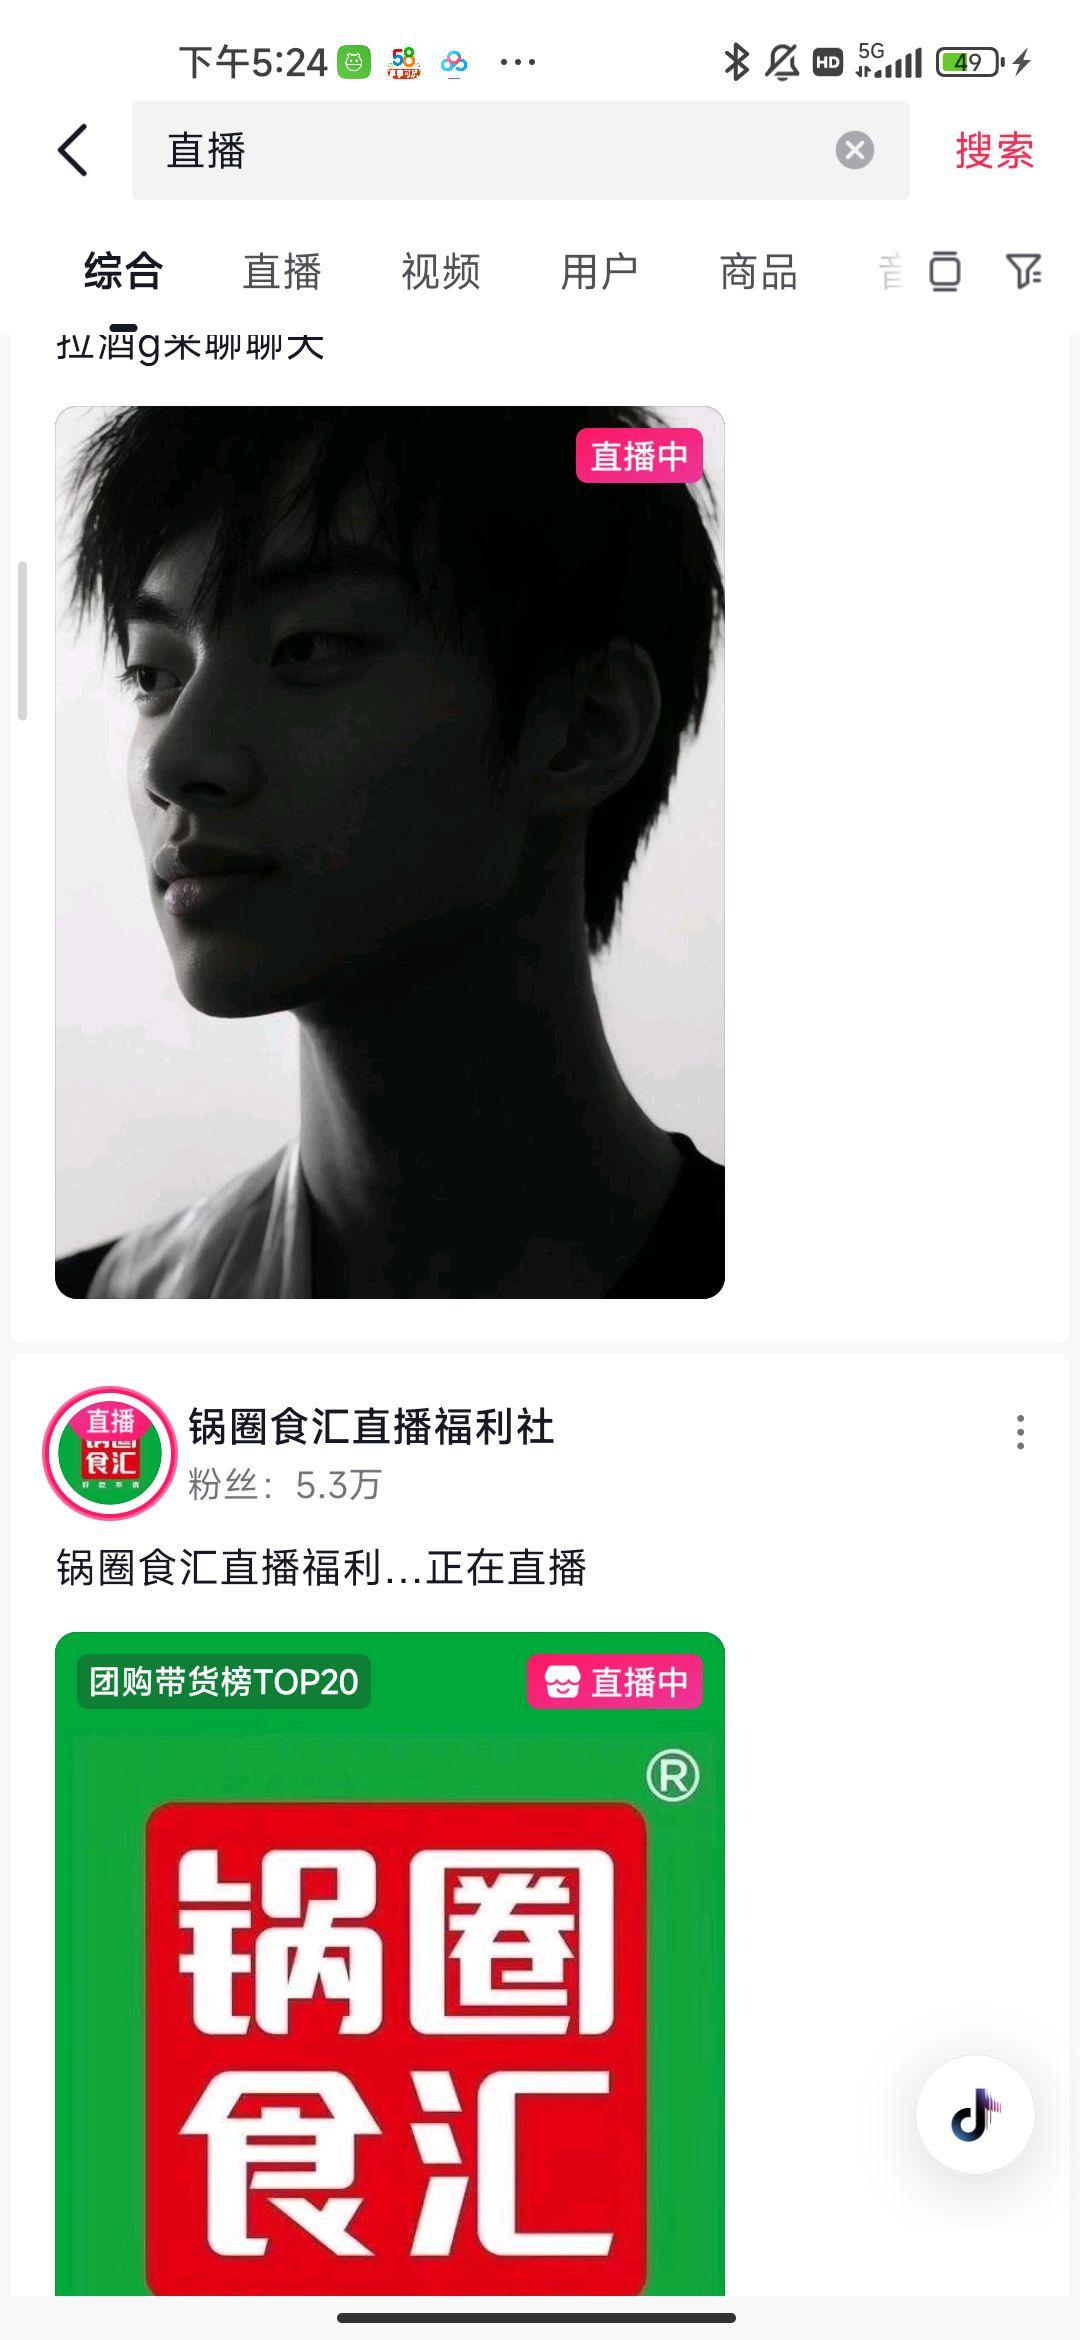 下午5:24
58
HD
5G
49
直播
搜索
综合
直播
视频
用户
商品
拉酒g来聊聊天
直播中
直播
锅圈
食汇
锅圈食汇直播福利社
粉丝：5.3万
锅圈食汇直播福利...正在直播
团购带货榜TOP20
直播中
®
锅圈
食汇